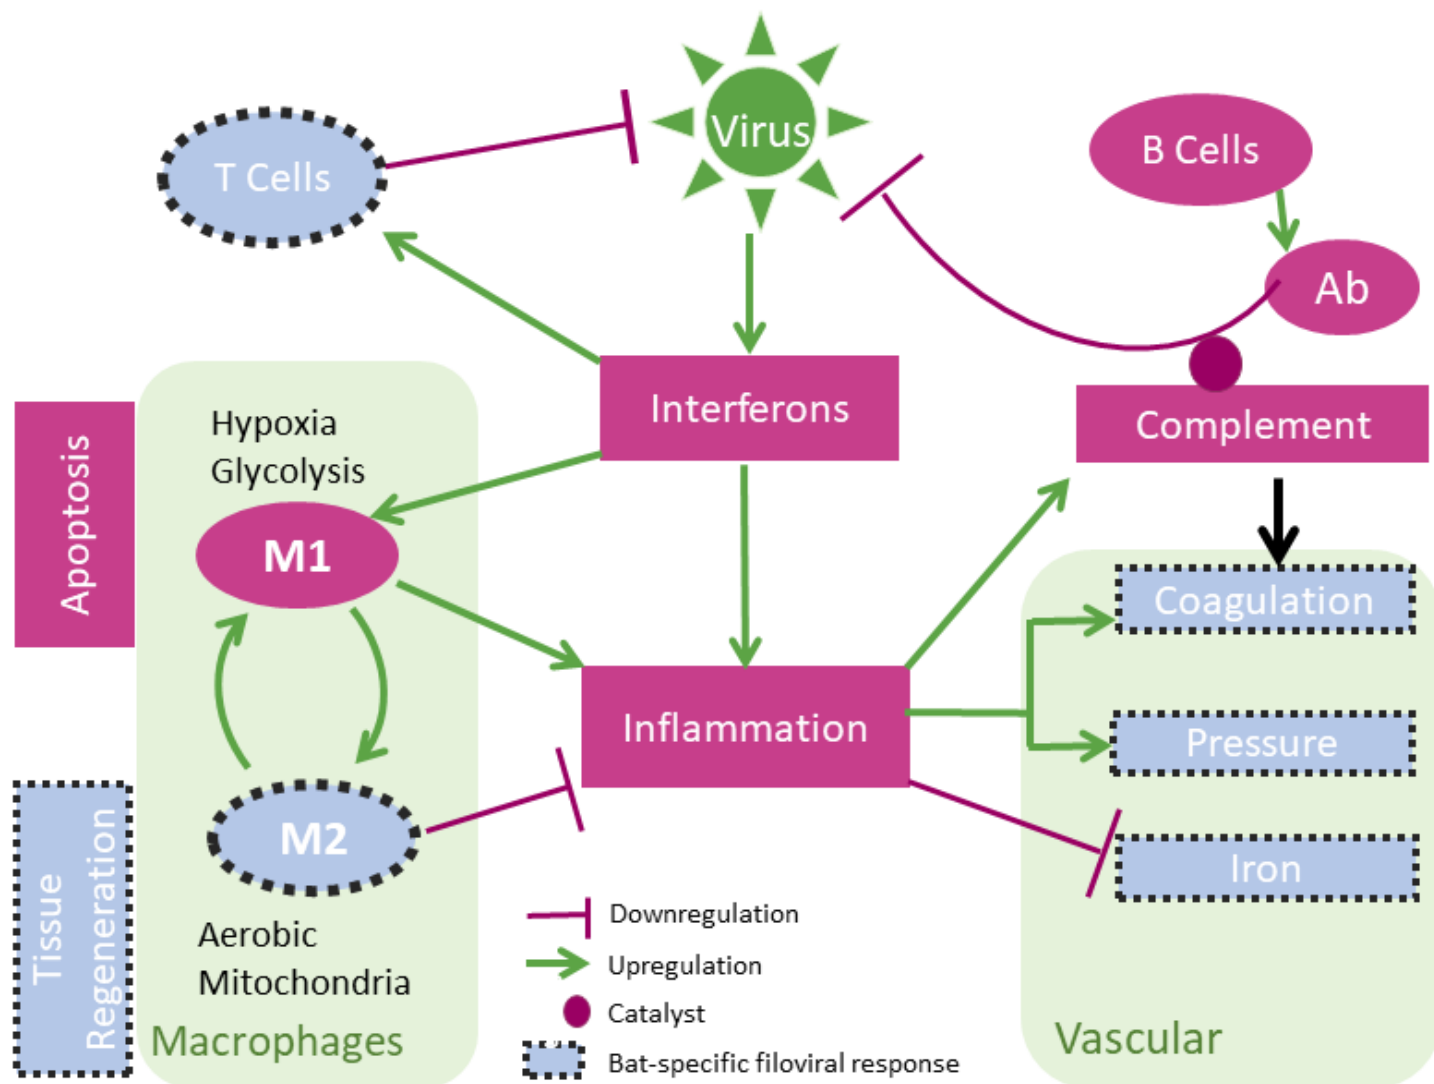 Virus
T Cells
B Cells
Ab
Interferons
Complement
Hypoxia
Glycolysis
Apoptosis
M1
Coagulation
Inflammation
Pressure
M2
Iron
Tissue
Regeneration
Aerobic
Mitochondria
Macrophages
Vascular
Downregulation
Upregulation
Catalyst
Bat-specific filoviral response